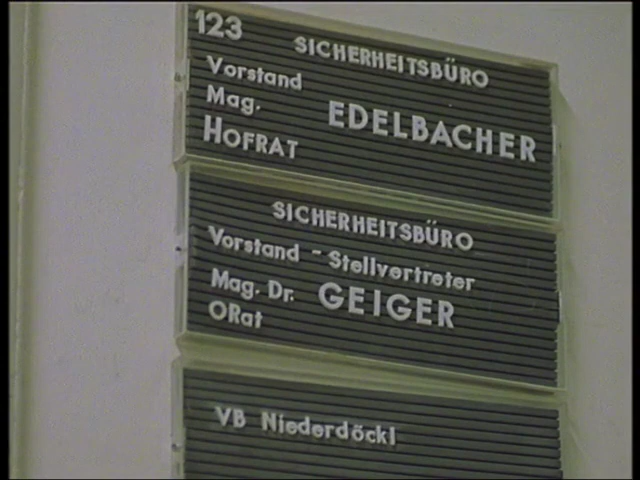 123
SICHERHEITSBÜRO
Vorstand
Mag. EDELBACHER
HOFRAT
SICHERHEITSBÜRO
Vorstand - Stellvertreter
Mag. Dr. GEIGER
ORat
VB Niederdöckl